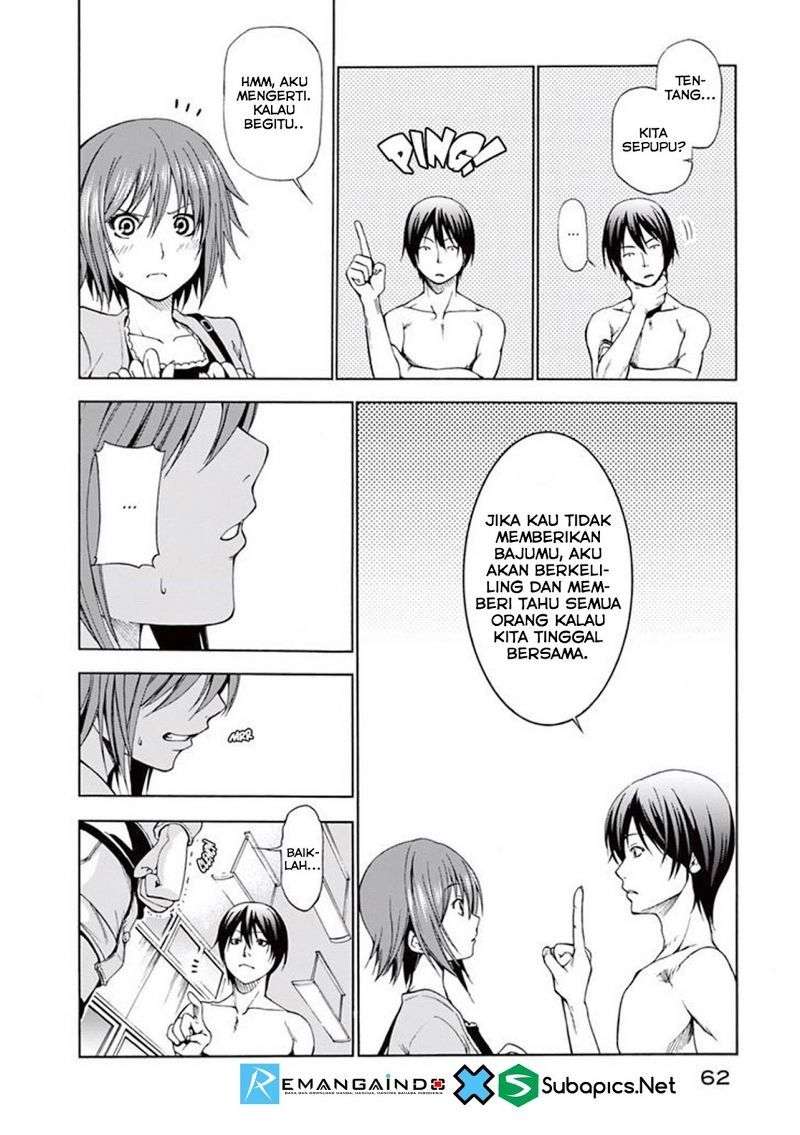 TEN-
TANG...
KITA
SEPUPU?
...
PING!
HMM, AKU
MENGERTI.
KALAU
BEGITU..
JIKA KAU TIDAK
MEMBERIKAN
BAJUMU, AKU
AKAN BERKELI-
LING DAN MEM-
BERI TAHU SEMUA
ORANG KALAU
KITA TINGGAL
BERSAMA.
...
MRR
BAIK-
LAH...
REMANGAINDO
Subapics.Net
62